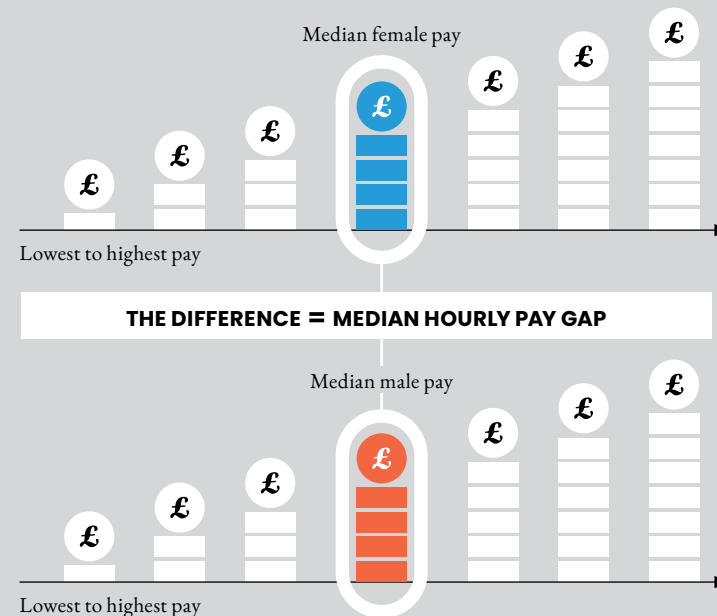 Median female pay
£ £ £ £ £ £ £
Lowest to highest pay
THE DIFFERENCE = MEDIAN HOURLY PAY GAP
Median male pay
£ £ £ £ £ £ £
Lowest to highest pay